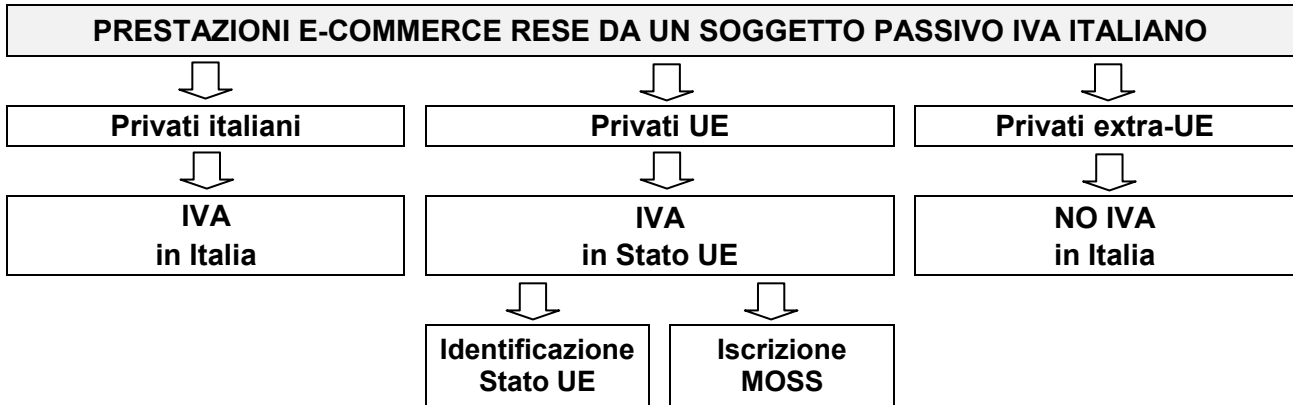 PRESTAZIONI E-COMMERCE RESE DA UN SOGGETTO PASSIVO IVA ITALIANO
Privati italiani
Privati UE
Privati extra-UE
IVA
in Italia
IVA
in Stato UE
NO IVA
in Italia
Identificazione
Stato UE
Iscrizione
MOSS